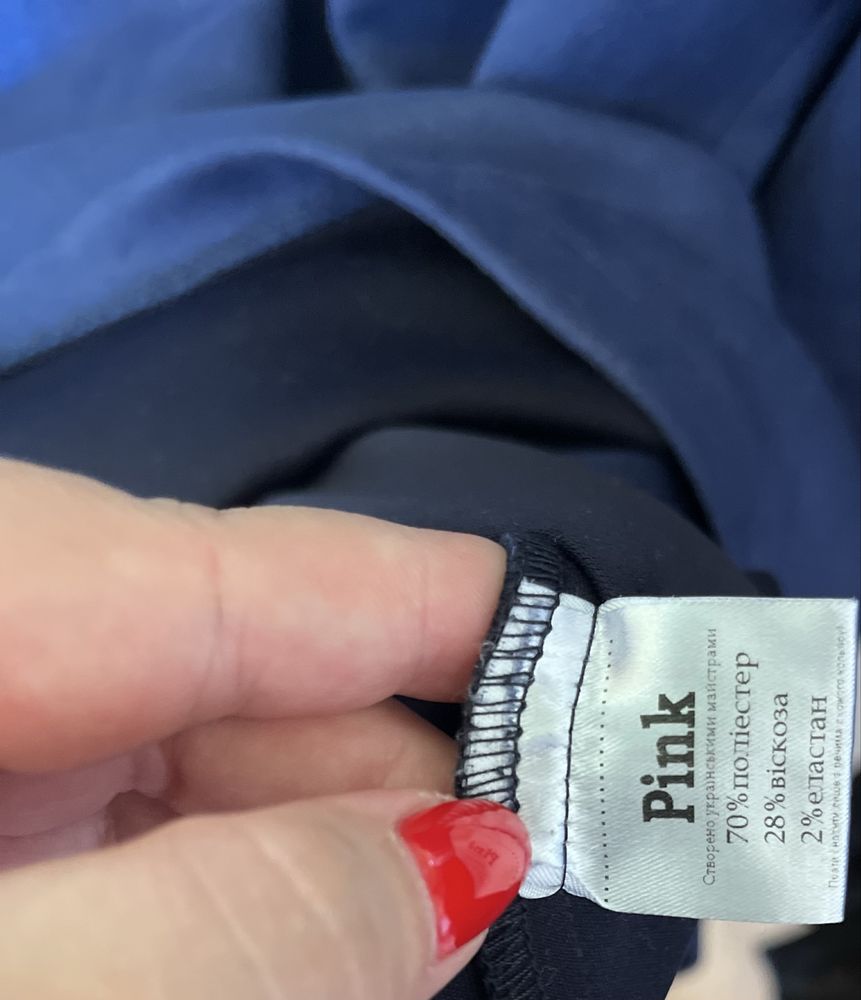 Pink
Створено українськими майстрами
70%поліестер
28%віскоза
2%еластан